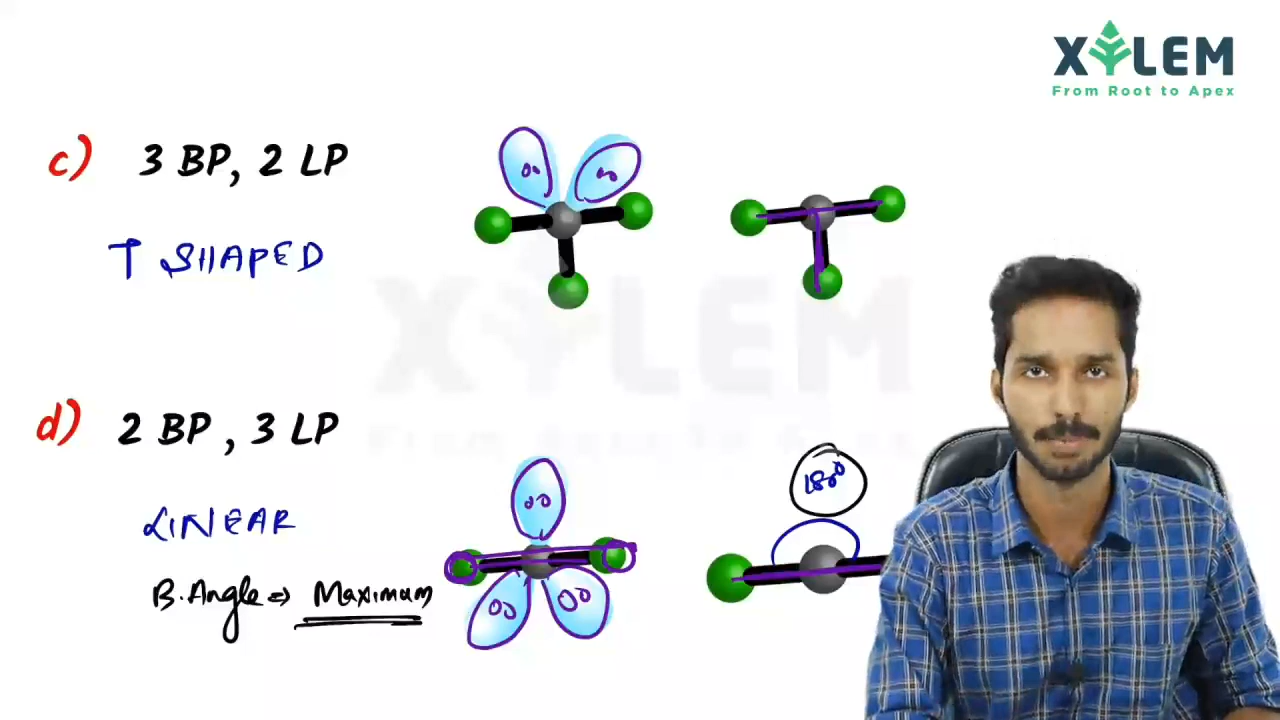 XYLEM
From Root to Apex
c) 3 BP, 2 LP
T SHAPED
d) 2 BP, 3 LP
LINEAR
B.Angle ⇒ Maximum
180°